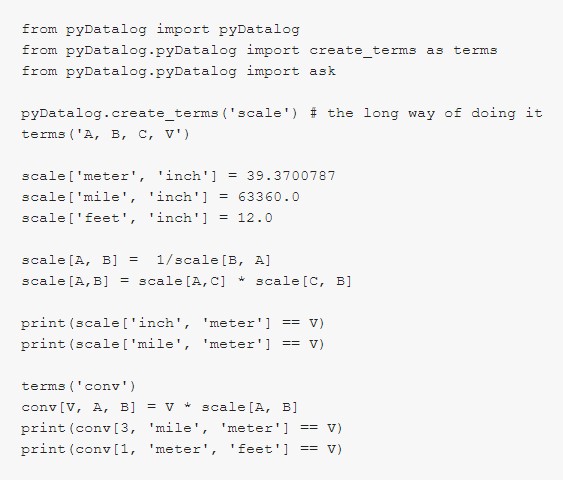 from pyDatalog import pyDatalog
from pyDatalog.pyDatalog import create_terms as terms
from pyDatalog.pyDatalog import ask
pyDatalog.create_terms('scale') # the long way of doing it
terms('A, B, C, V')
scale['meter', 'inch'] = 39.3700787
scale['mile', 'inch'] = 63360.0
scale['feet', 'inch'] = 12.0
scale[A, B] =  1/scale[B, A]
scale[A,B] = scale[A,C] * scale[C, B]
print(scale['inch', 'meter'] == V)
print(scale['mile', 'meter'] == V)
terms('conv')
conv[V, A, B] = V * scale[A, B]
print(conv[3, 'mile', 'meter'] == V)
print(conv[1, 'meter', 'feet'] == V)